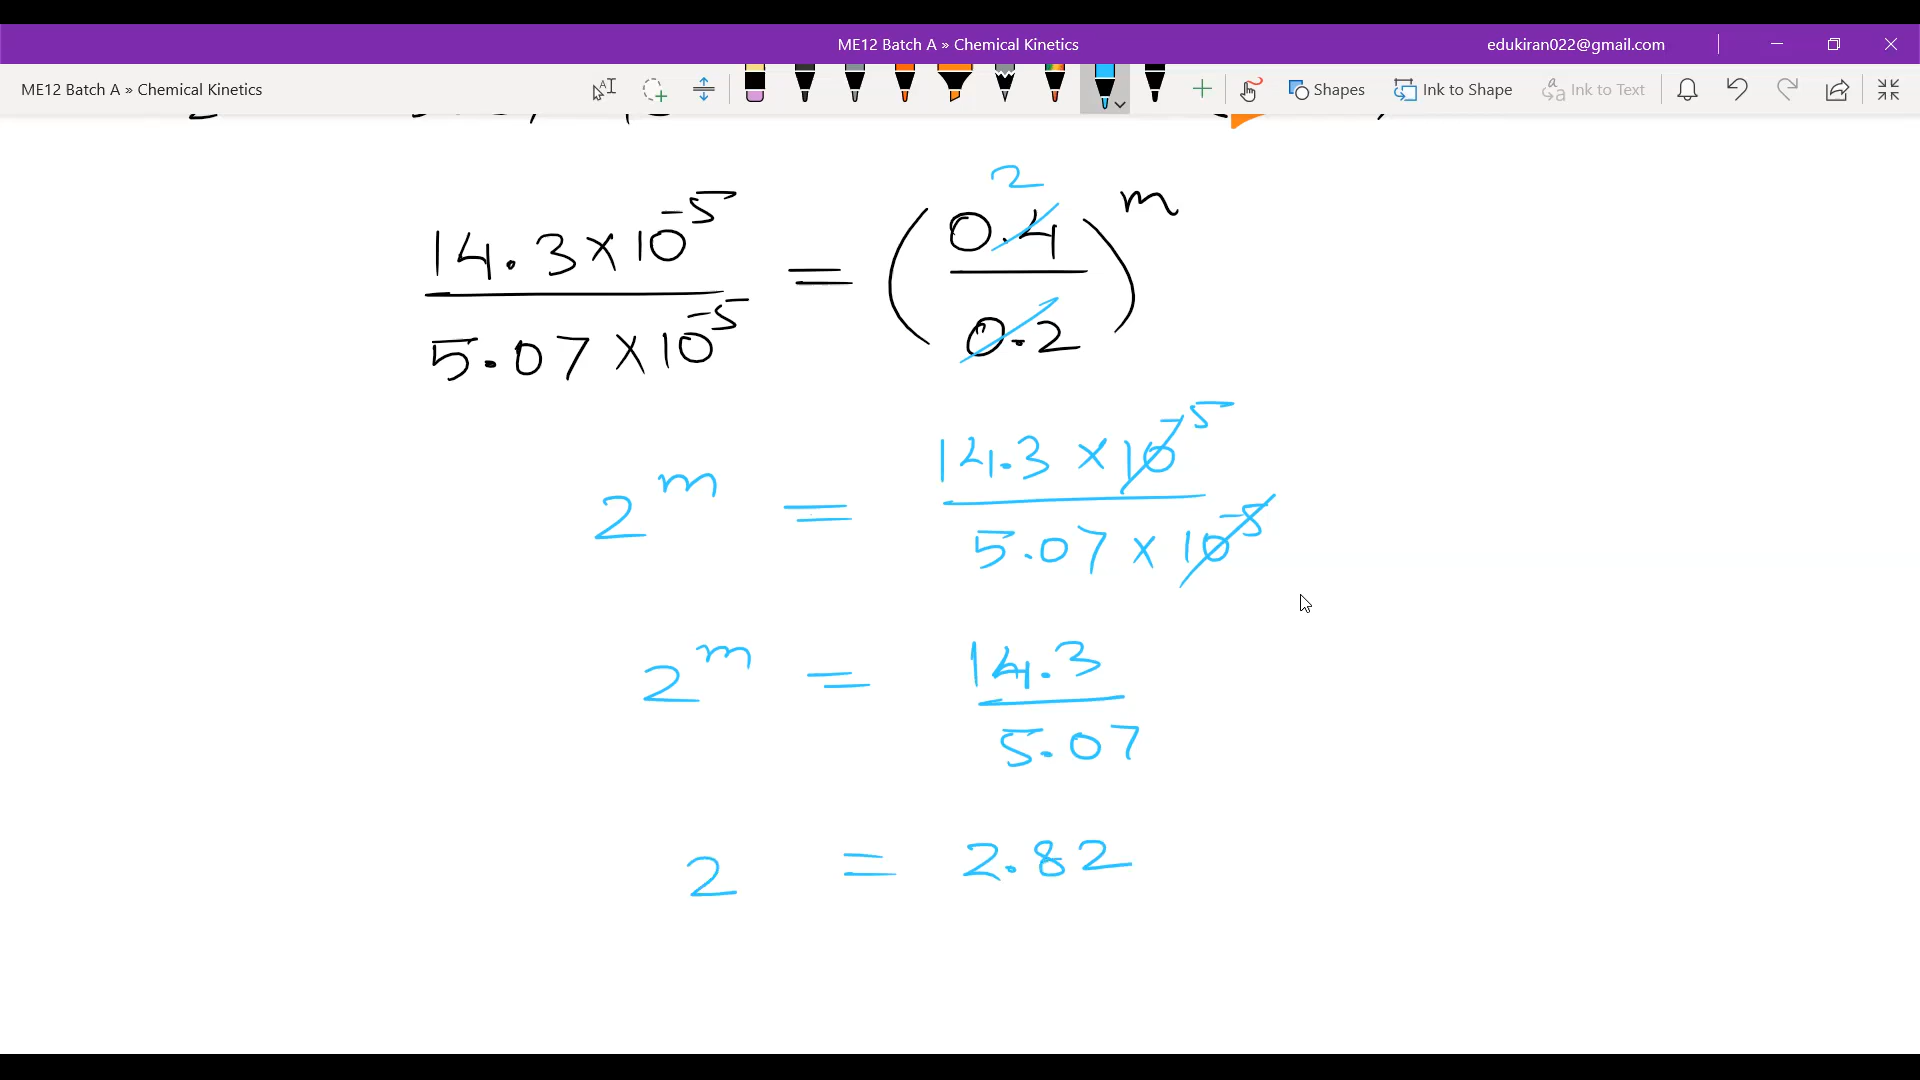 ME12 Batch A » Chemical Kinetics
edukiran022@gmail.com
ME12 Batch A » Chemical Kinetics
Shapes
Ink to Shape
Ink to Text
2
14.3 × 10⁻⁵ / 5.07 × 10⁻⁵ = (0.4 / 0.2)ᵐ
2ᵐ = 14.3 × 10⁻⁵ / 5.07 × 10⁻⁵
2ᵐ = 14.3 / 5.07
2 = 2.82